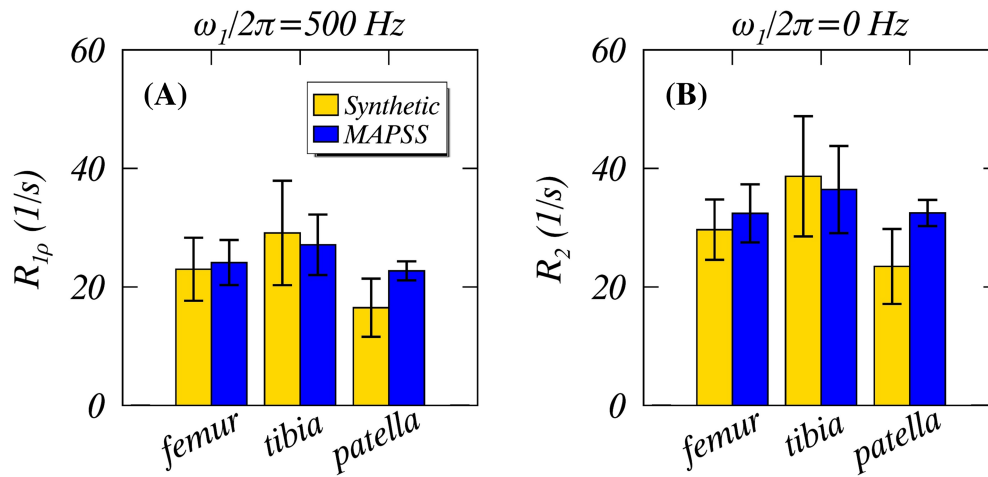 ω₁/2π=500 Hz
(A)
Synthetic
MAPSS
60
40
20
0
R₁ᵨ (1/s)
femur tibia patella
ω₁/2π=0 Hz
(B)
60
40
20
0
R₂ (1/s)
femur tibia patella